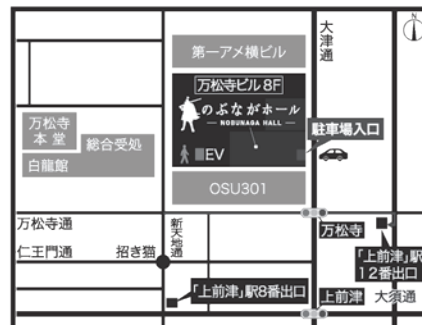 N
大津通
第一アメ横ビル
万松寺ビル8F
のぶながホール
NOBUNAGA HALL
EV
駐車場入口
万松寺
本堂
総合受処
白龍館
OSU301
万松寺通
新天地通
万松寺
仁王門通
招き猫
「上前津」駅
12番出口
「上前津」駅8番出口
上前津
大須通